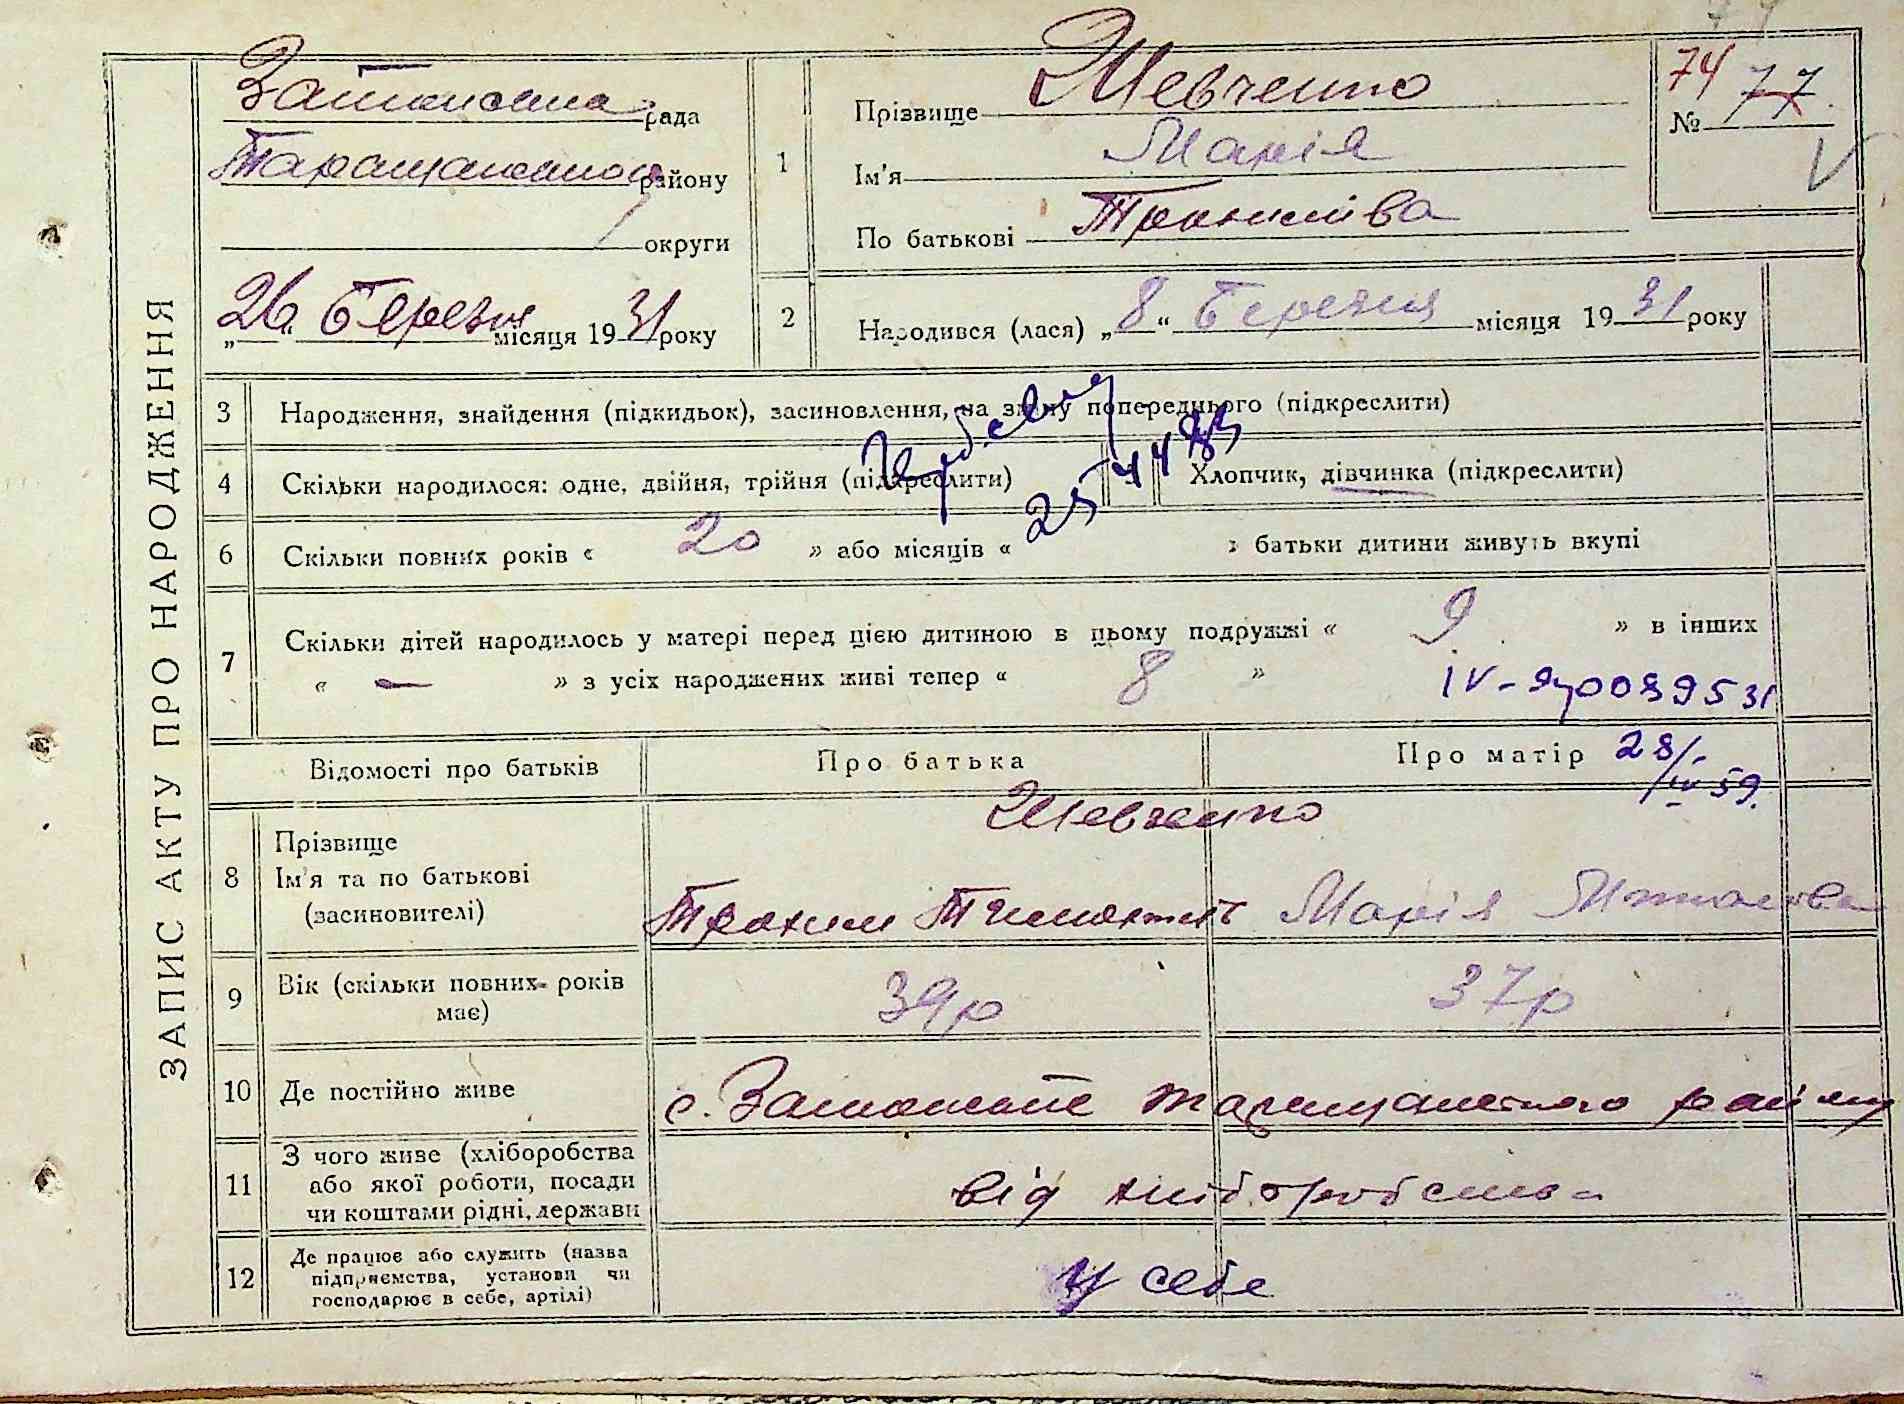 ЗАПИС АКТУ ПРО НАРОДЖЕННЯ
рада
Таращанського району
округи
„26“ Березня місяця 1931 року
1
Прізвище Шевченко
Ім'я Марія
По батькові Трохимівна
74 77
№
V
2
Народився (лася) „8“ Березня місяця 1931 року
3 Народження, знайдення (підкидьок), засиновлення, на зміну попереднього (підкреслити)
4 Скільки народилося: одне, двійня, трійня (підкреслити) Хлопчик, дівчинка (підкреслити)
6 Скільки повних років « 20 » або місяців « » батьки дитини живуть вкупі
7 Скільки дітей народилось у матері перед цією дитиною в цьому подружжі « 9 » в інших
« — » з усіх народжених живі тепер « 8 »
Відомості про батьків Про батька Про матір 28/IV 59.
8 Прізвище
Ім'я та по батькові
(засиновителі)
Шевченко
Трохим Тимофієв Марія
9 Вік (скільки повних років
має)
39р 37р
10 Де постійно живе с. Таращанського району
11 З чого живе (хліборобства
або якої роботи, посади
чи коштами рідні, держави
від хліборобства
12 Де працює або служить (назва
підприємства, установи чи
господарює в себе, артілі)
у себе